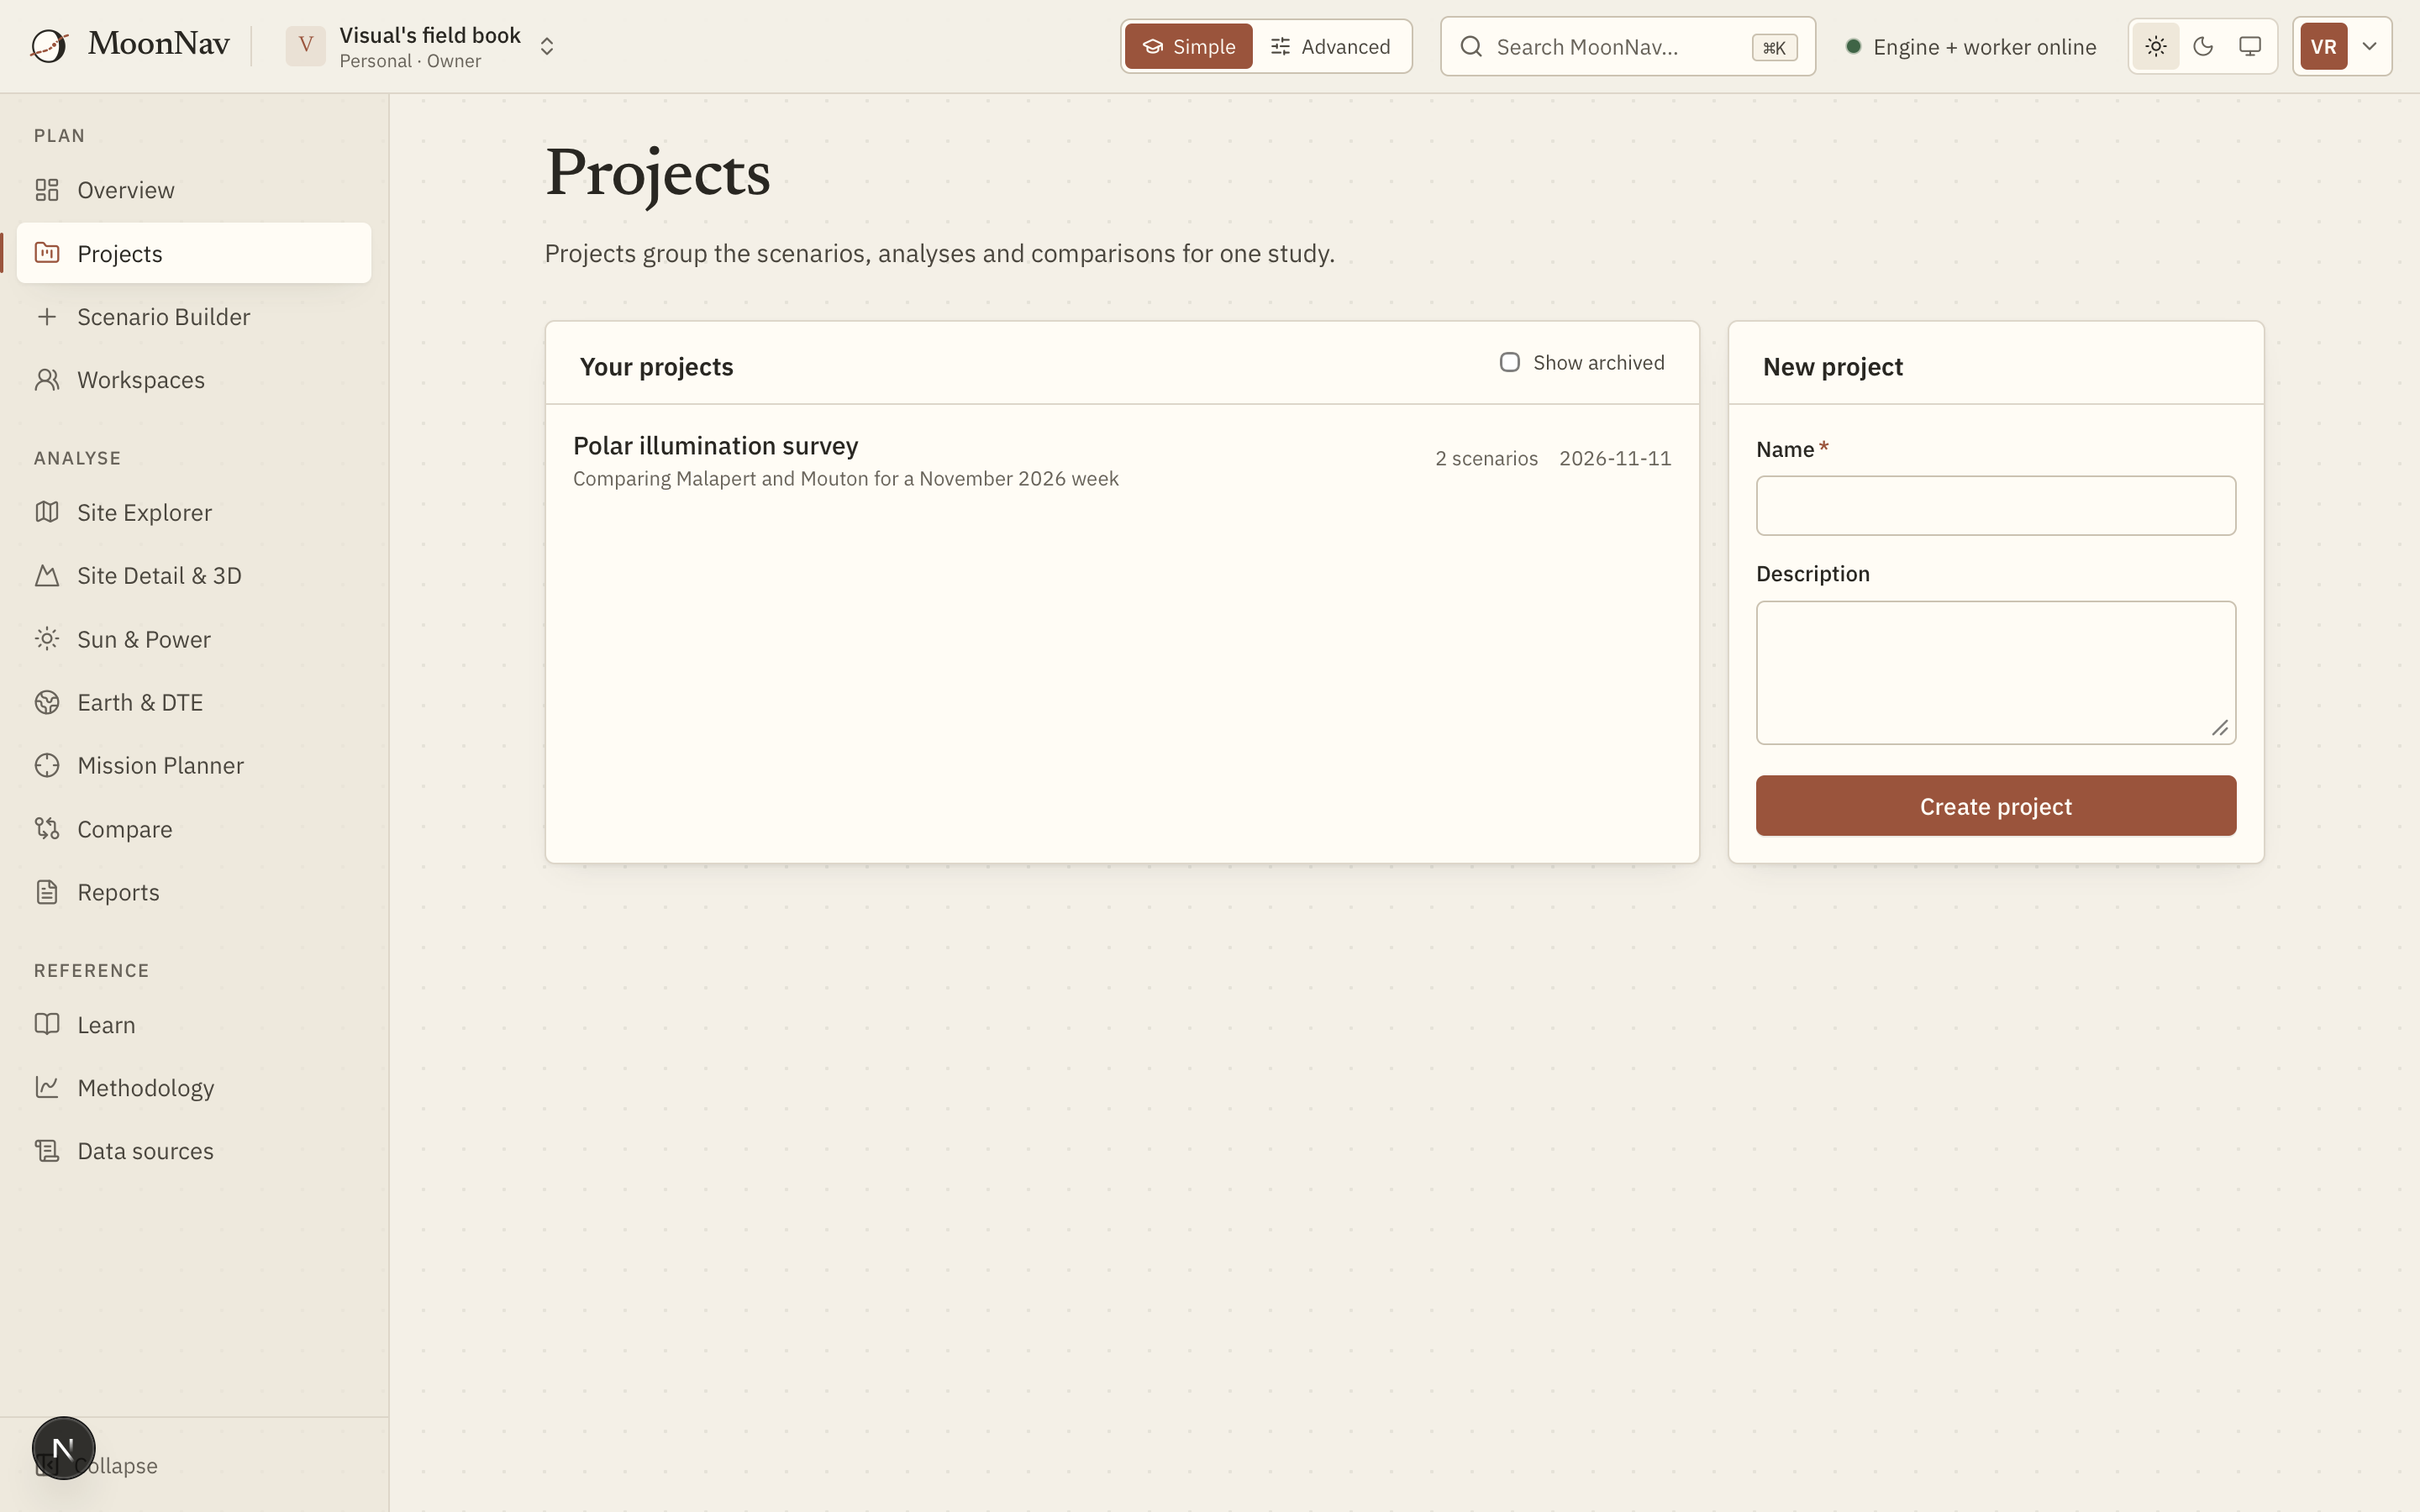 MoonNav
V
Visual's field book
Personal · Owner
Simple
Advanced
Search MoonNav...
⌘K
Engine + worker online
VR
PLAN
Overview
Projects
Scenario Builder
Workspaces
ANALYSE
Site Explorer
Site Detail & 3D
Sun & Power
Earth & DTE
Mission Planner
Compare
Reports
REFERENCE
Learn
Methodology
Data sources
N
Collapse
Projects
Projects group the scenarios, analyses and comparisons for one study.
Your projects
Show archived
Polar illumination survey
Comparing Malapert and Mouton for a November 2026 week
2 scenarios 2026-11-11
New project
Name *
Description
Create project